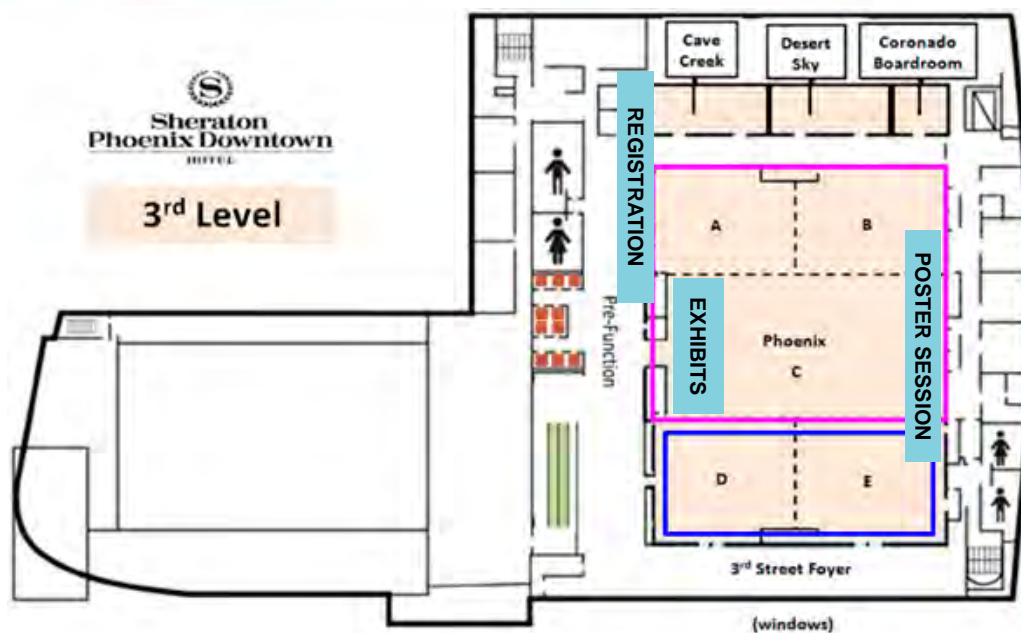 Sheraton
Phoenix Downtown
HOTEL
3rd Level
Cave
Creek
Desert
Sky
Coronado
Boardroom
REGISTRATION
A
B
EXHIBITS
POSTER SESSION
Pre-Function
Phoenix
C
D
E
3rd Street Foyer
(windows)